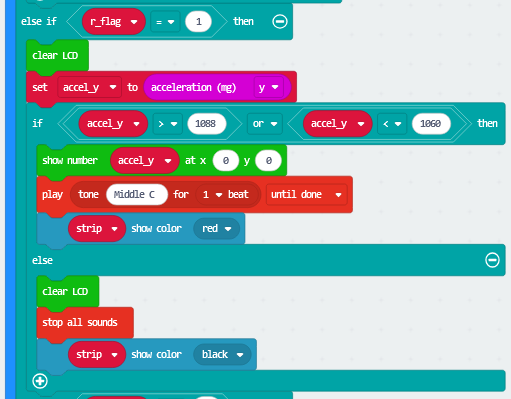 else if r_flag = 1 then
clear LCD
set accel_y to acceleration (mg) y
if accel_y > 1088 or accel_y < 1060 then
show number accel_y at x 0 y 0
play tone Middle C for 1 beat until done
strip show color red
else
clear LCD
stop all sounds
strip show color black